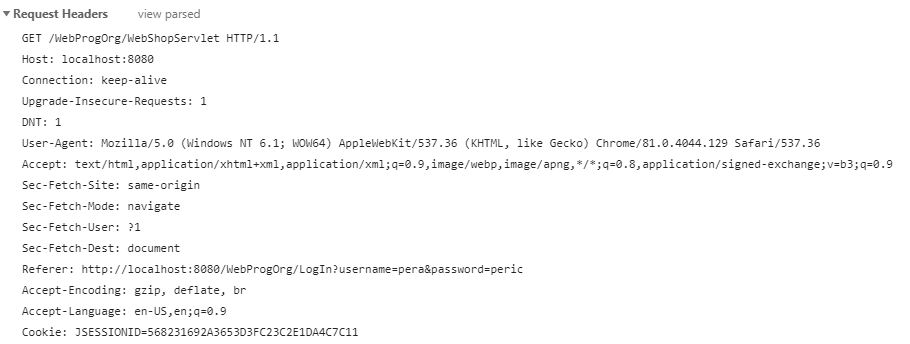 Request Headers view parsed
GET /WebProgOrg/WebShopServlet HTTP/1.1
Host: localhost:8080
Connection: keep-alive
Upgrade-Insecure-Requests: 1
DNT: 1
User-Agent: Mozilla/5.0 (Windows NT 6.1; WOW64) AppleWebKit/537.36 (KHTML, like Gecko) Chrome/81.0.4044.129 Safari/537.36
Accept: text/html,application/xhtml+xml,application/xml;q=0.9,image/webp,image/apng,*/*;q=0.8,application/signed-exchange;v=b3;q=0.9
Sec-Fetch-Site: same-origin
Sec-Fetch-Mode: navigate
Sec-Fetch-User: ?1
Sec-Fetch-Dest: document
Referer: http://localhost:8080/WebProgOrg/LogIn?username=pera&password=peric
Accept-Encoding: gzip, deflate, br
Accept-Language: en-US,en;q=0.9
Cookie: JSESSIONID=568231692A3653D3FC23C2E1DA4C7C11